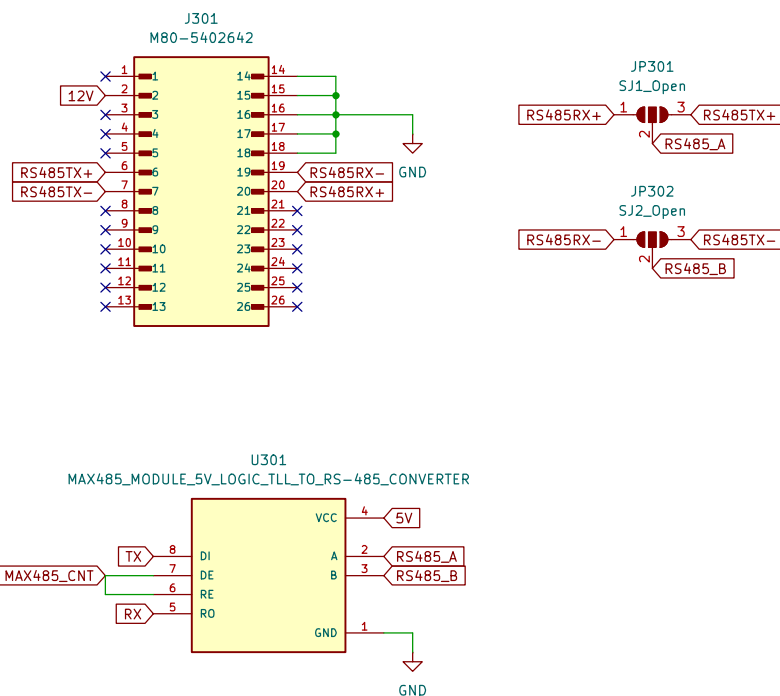 J301
M80-5402642
1 1 14 14
12V 2 2 15 15
3 3 16 16
4 4 17 17
5 5 18 18
GND
RS485TX+ 6 6 19 19 RS485RX-
RS485TX- 7 7 20 20 RS485RX+
8 8 21 21
9 9 22 22
10 10 23 23
11 11 24 24
12 12 25 25
13 13 26 26
JP301
SJ1_Open
RS485RX+ 1 3 RS485TX+
2 RS485_A
JP302
SJ2_Open
RS485RX- 1 3 RS485TX-
2 RS485_B
U301
MAX485_MODULE_5V_LOGIC_TLL_TO_RS-485_CONVERTER
VCC 4 5V
TX 8 DI A 2 RS485_A
MAX485_CNT 7 DE B 3 RS485_B
6 RE
RX 5 RO
GND 1
GND